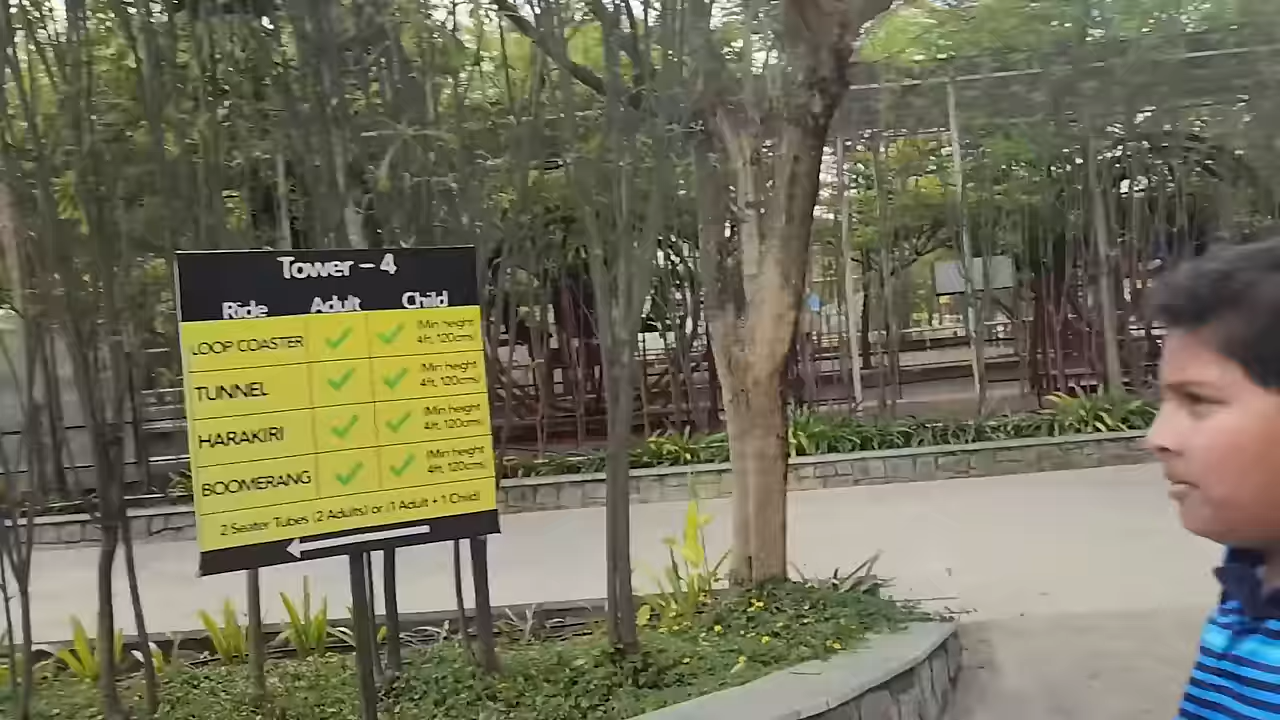 Tower - 4
Ride Adult Child
LOOP COASTER (Min height 4ft, 120cms)
TUNNEL (Min height 4ft, 120cms)
HARAKIRI (Min height 4ft, 120cms)
BOOMERANG (Min height 4ft, 120cms)
2 Seater Tubes (2 Adults) or (1 Adult + 1 Child)